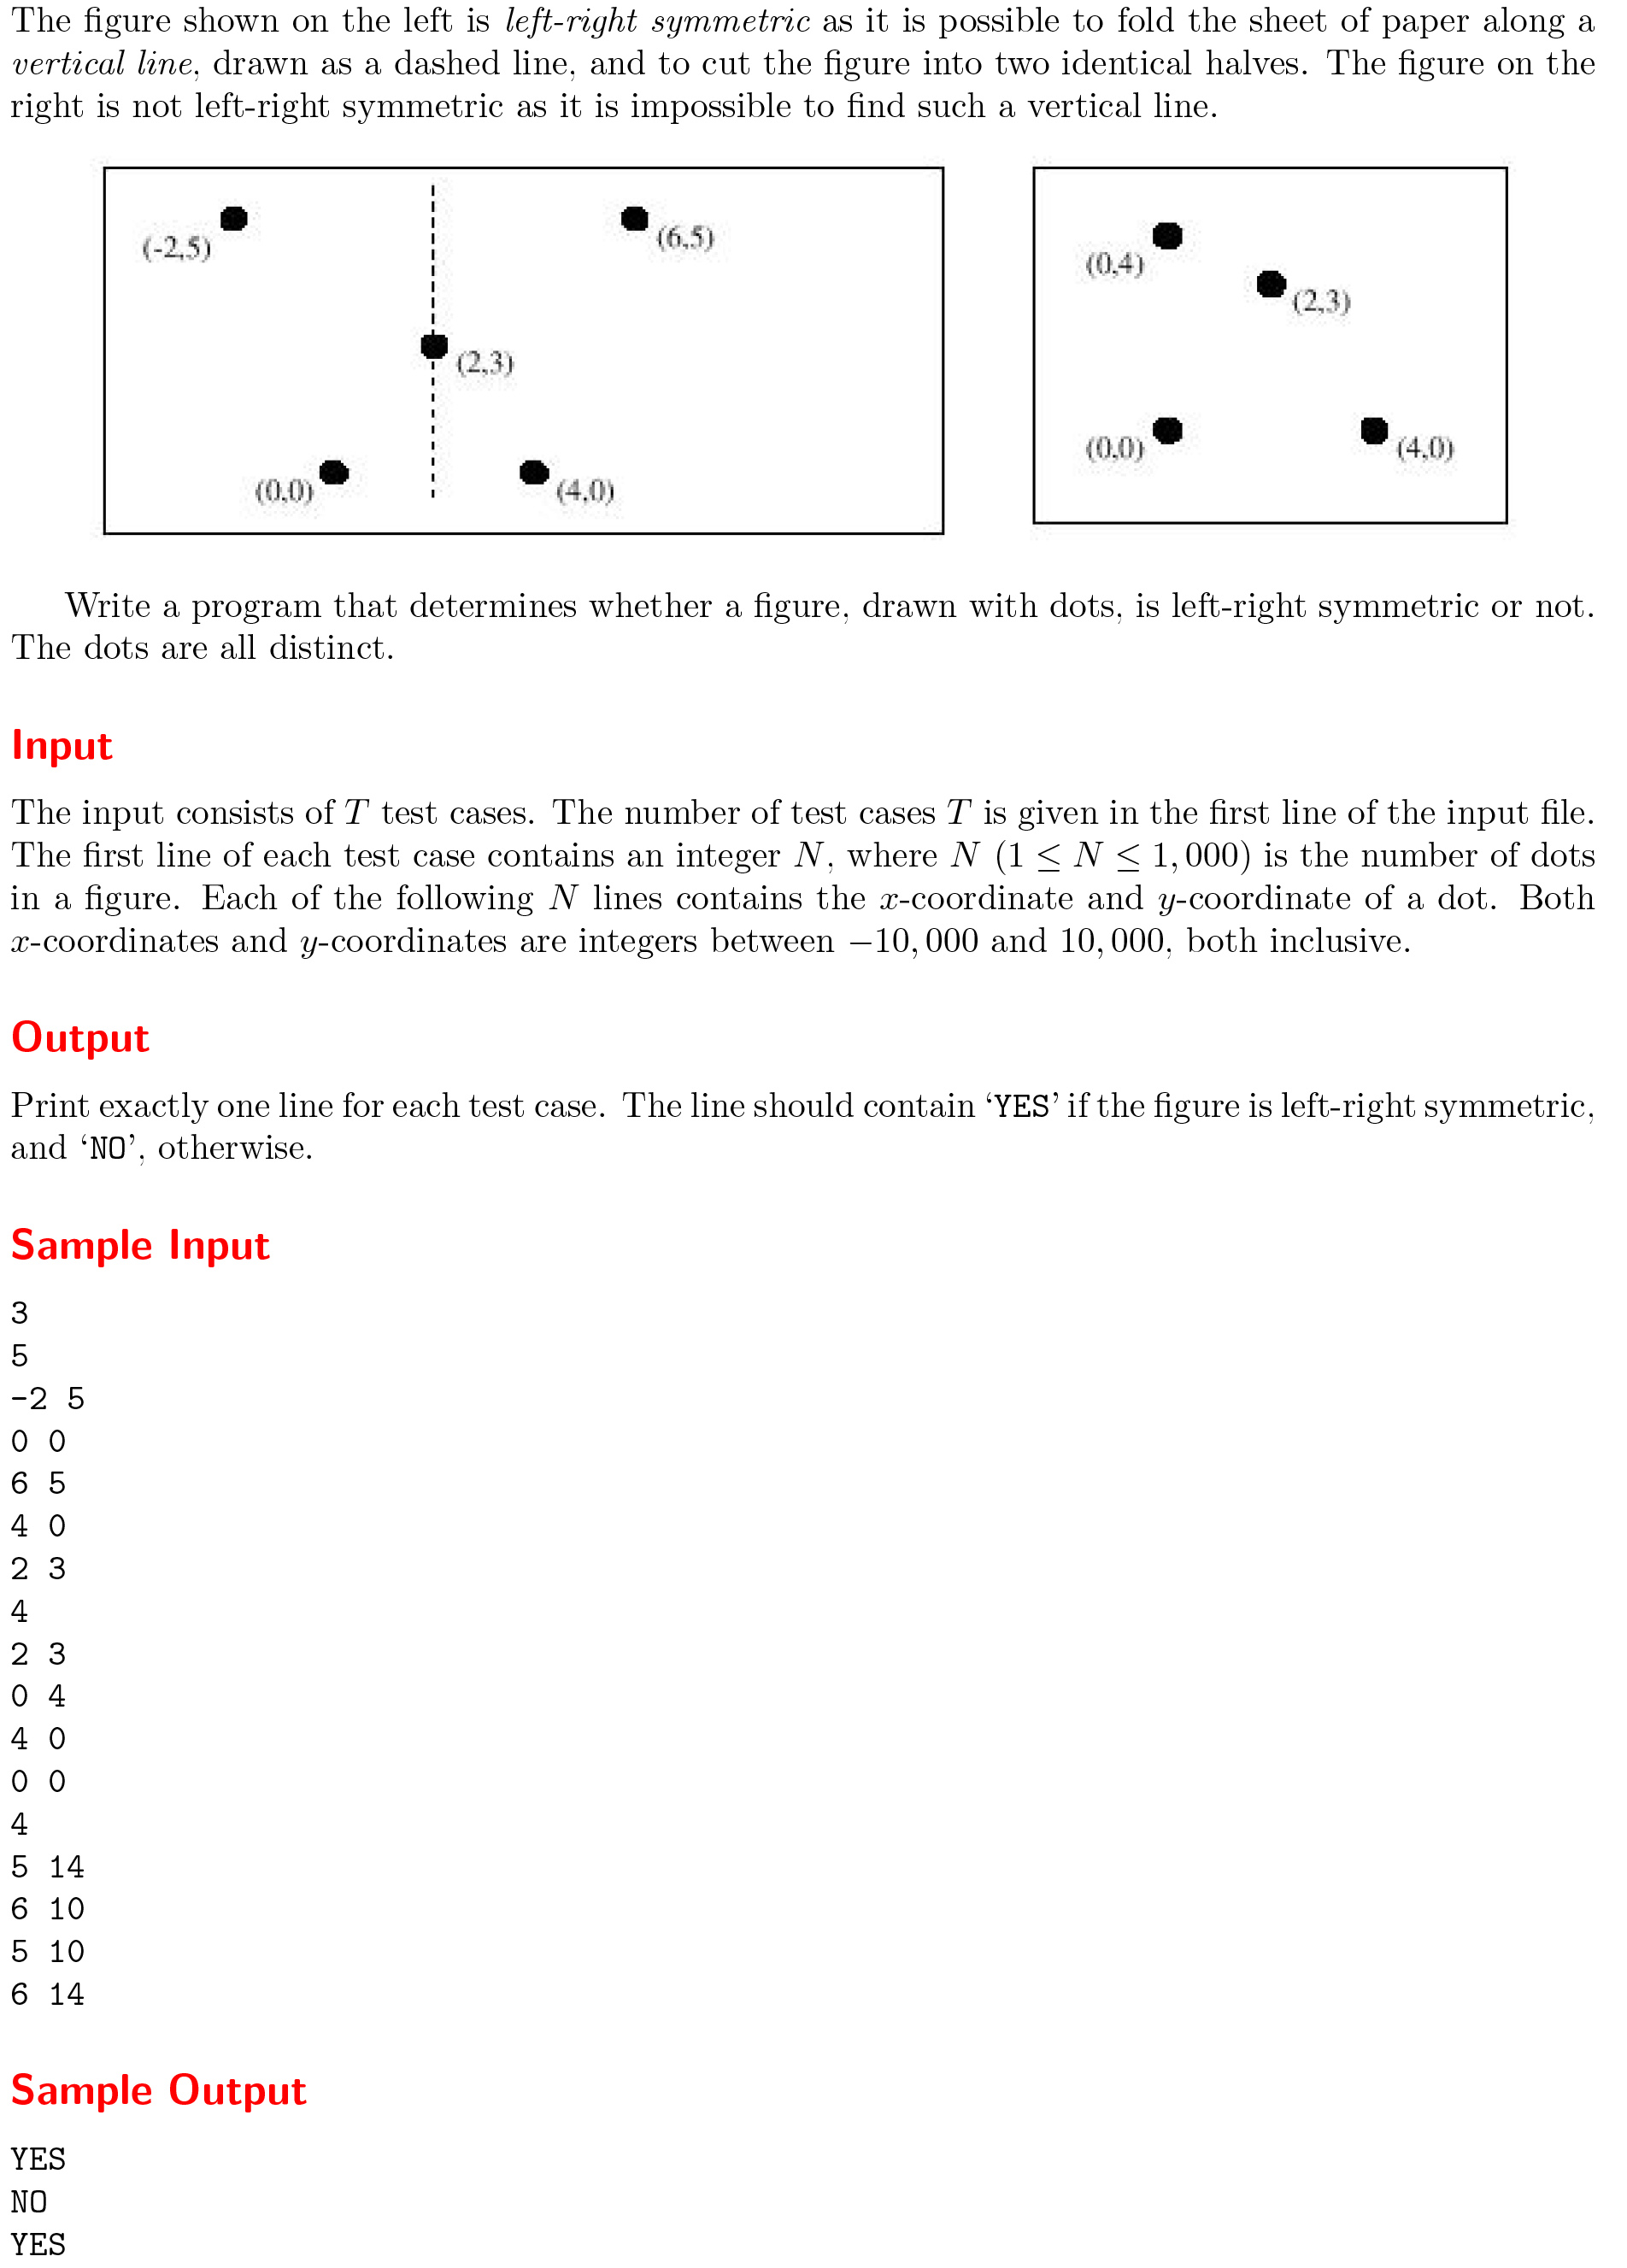 The figure shown on the left is left-right symmetric as it is possible to fold the sheet of paper along a
vertical line, drawn as a dashed line, and to cut the figure into two identical halves. The figure on the
right is not left-right symmetric as it is impossible to find such a vertical line.
(-2,5)
(6,5)
(2,3)
(0,0)
(4,0)
(0,4)
(2,3)
(0,0)
(4,0)
Write a program that determines whether a figure, drawn with dots, is left-right symmetric or not.
The dots are all distinct.
Input
The input consists of T test cases. The number of test cases T is given in the first line of the input file.
The first line of each test case contains an integer N, where N (1 ≤ N ≤ 1, 000) is the number of dots
in a figure. Each of the following N lines contains the x-coordinate and y-coordinate of a dot. Both
x-coordinates and y-coordinates are integers between −10, 000 and 10, 000, both inclusive.
Output
Print exactly one line for each test case. The line should contain ‘YES’ if the figure is left-right symmetric,
and ‘NO’, otherwise.
Sample Input
3
5
-2 5
0 0
6 5
4 0
2 3
4
2 3
0 4
4 0
0 0
4
5 14
6 10
5 10
6 14
Sample Output
YES
NO
YES